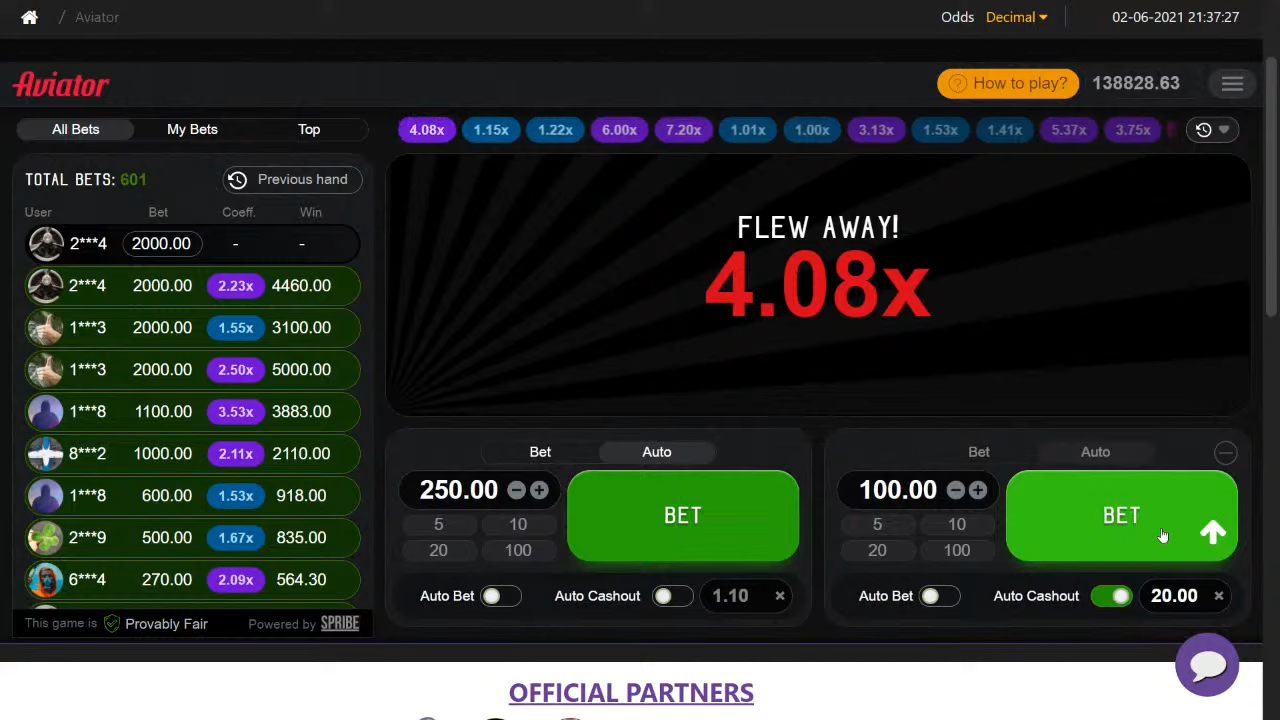 / Aviator
Odds Decimal 02-06-2021 21:37:27
Aviator
? How to play? 138828.63
All Bets My Bets Top
4.08x 1.15x 1.22x 6.00x 7.20x 1.01x 1.00x 3.13x 1.53x 1.41x 5.37x 3.75x
TOTAL BETS: 601 Previous hand
User Bet Coeff. Win
2***4 2000.00 - -
2***4 2000.00 2.23x 4460.00
1***3 2000.00 1.55x 3100.00
1***3 2000.00 2.50x 5000.00
1***8 1100.00 3.53x 3883.00
8***2 1000.00 2.11x 2110.00
1***8 600.00 1.53x 918.00
2***9 500.00 1.67x 835.00
6***4 270.00 2.09x 564.30
This game is Provably Fair Powered by SPRIBE
FLEW AWAY!
4.08x
Bet Auto
250.00 - +
5 10
20 100
BET
Auto Bet Auto Cashout 1.10 ×
Bet Auto
100.00 - +
5 10
20 100
BET
Auto Bet Auto Cashout 20.00 ×
OFFICIAL PARTNERS